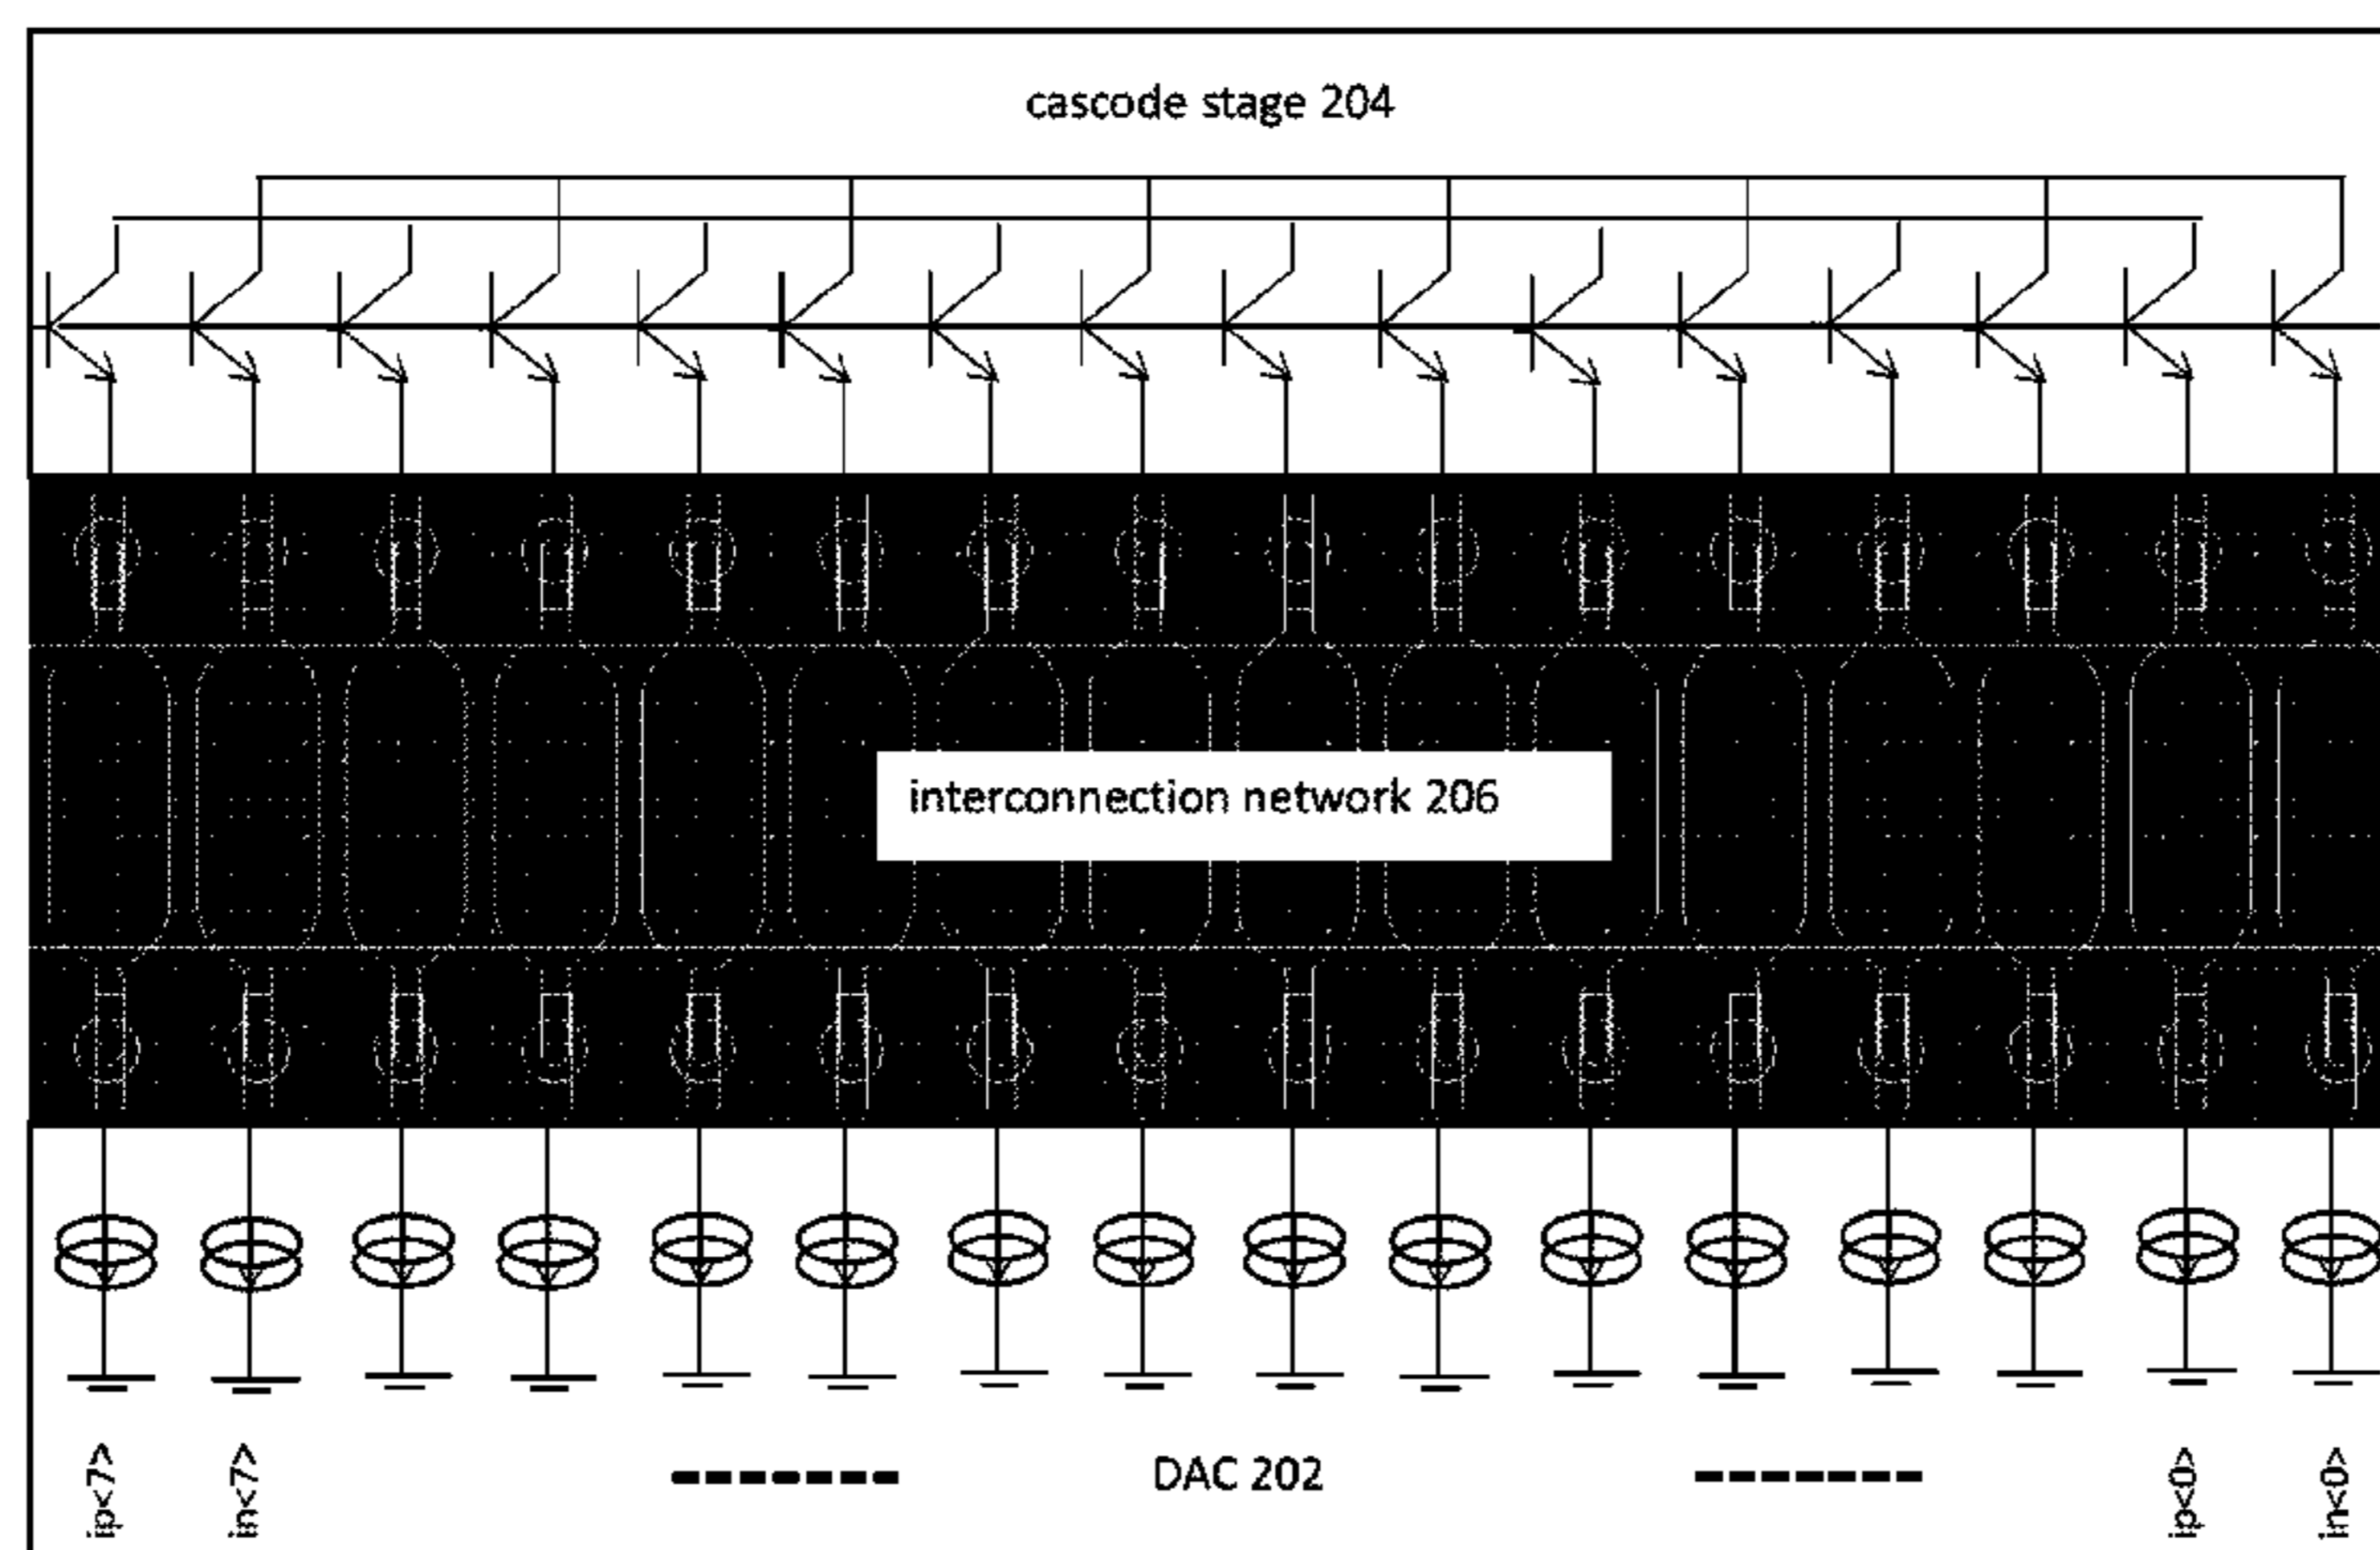 cascode stage 204
interconnection network 206
ip<7>
in<7>
DAC 202
ip<0>
in<0>